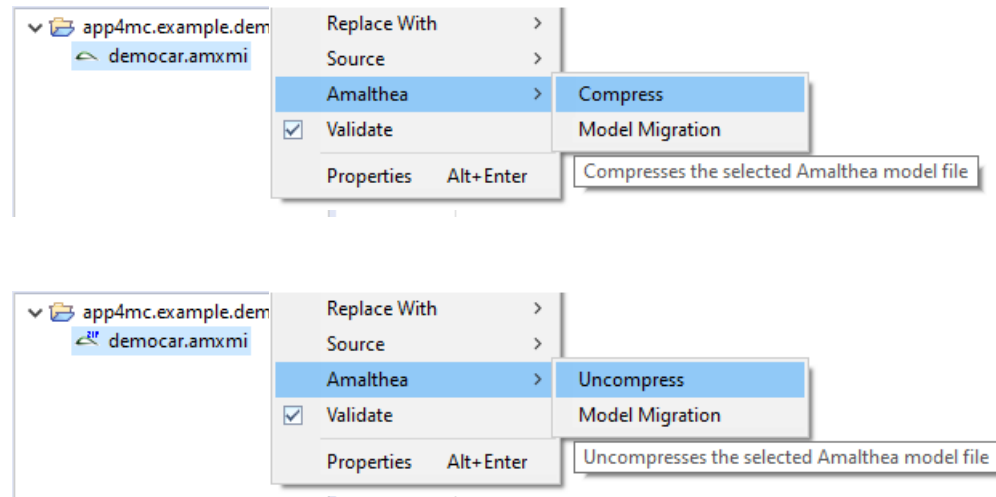 app4mc.example.dem
democar.amxmi
Replace With >
Source >
Amalthea >
Validate
Properties Alt+Enter
Compress
Model Migration
Compresses the selected Amalthea model file
app4mc.example.dem
ZIP democar.amxmi
Replace With >
Source >
Amalthea >
Validate
Properties Alt+Enter
Uncompress
Model Migration
Uncompresses the selected Amalthea model file